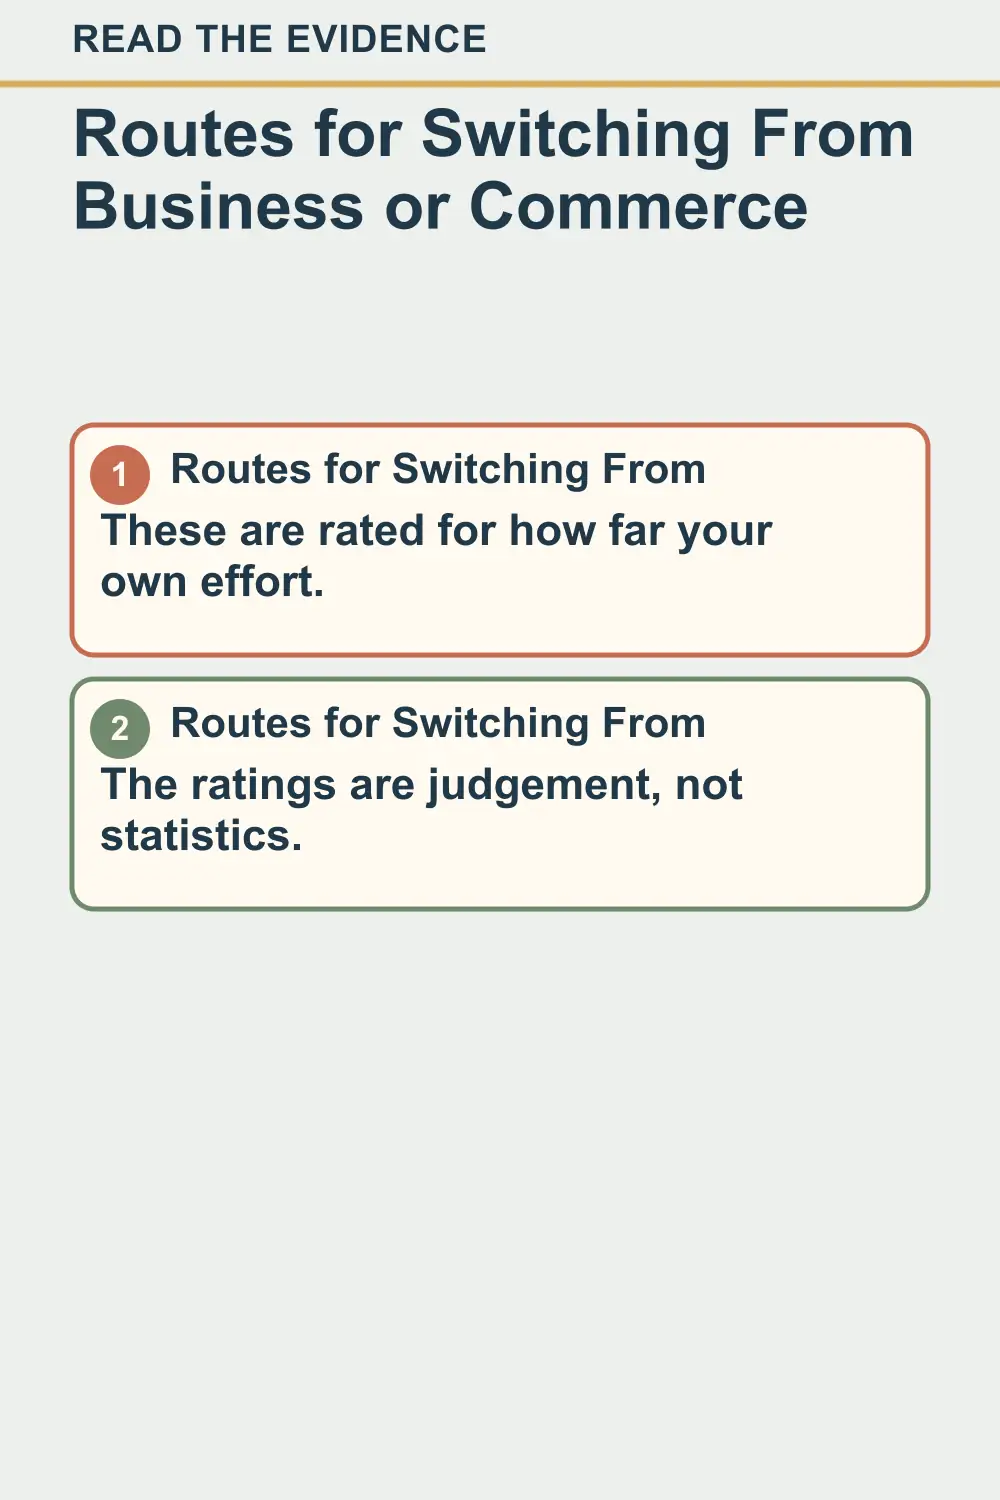 READ THE EVIDENCE
Routes for Switching From
Business or Commerce
1 Routes for Switching From
These are rated for how far your
own effort.
2 Routes for Switching From
The ratings are judgement, not
statistics.